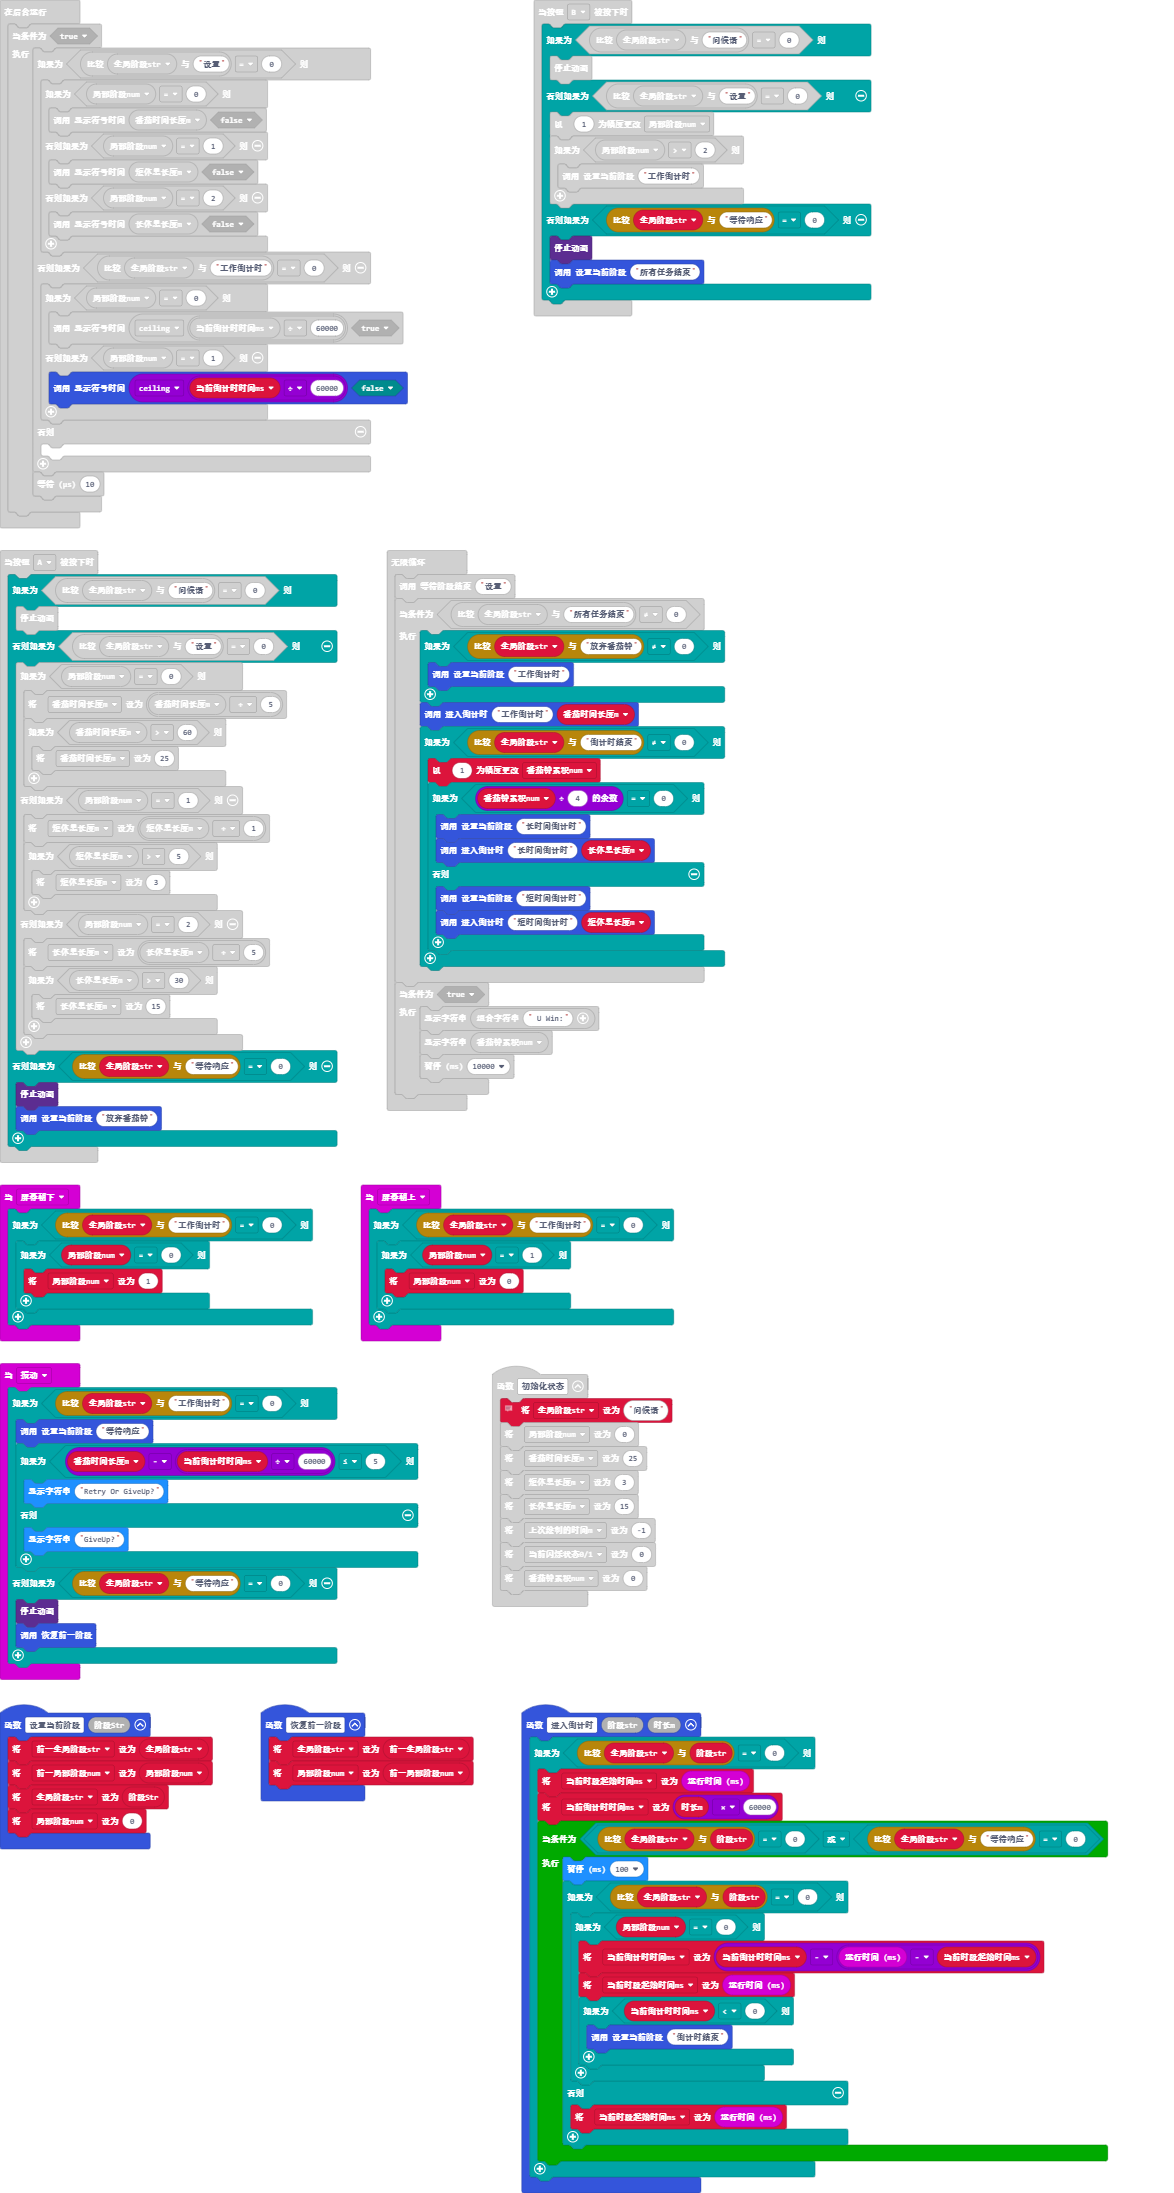 在后台运行
当条件为 true
执行
如果为 比较 全局阶段str 与 "设置" = 0 则
如果为 局部阶段num = 0 则
调用 显示符号时间 番茄时间长度m false
否则如果为 局部阶段num = 1 则
调用 显示符号时间 短休息长度m false
否则如果为 局部阶段num = 2 则
调用 显示符号时间 长休息长度m false
否则如果为 比较 全局阶段str 与 "工作倒计时" = 0 则
如果为 局部阶段num = 0 则
调用 显示符号时间 ceiling 当前倒计时时间ms ÷ 60000 true
否则如果为 局部阶段num = 1 则
调用 显示符号时间 ceiling 当前倒计时时间ms ÷ 60000 false
否则
等待 (µs) 10
当按钮 B 被按下时
如果为 比较 全局阶段str 与 "问候语" = 0 则
停止动画
否则如果为 比较 全局阶段str 与 "设置" = 0 则
以 1 为幅度更改 局部阶段num
如果为 局部阶段num > 2 则
调用 设置当前阶段 "工作倒计时"
否则如果为 比较 全局阶段str 与 "等待响应" = 0 则
停止动画
调用 设置当前阶段 "所有任务结束"
当按钮 A 被按下时
如果为 比较 全局阶段str 与 "问候语" = 0 则
停止动画
否则如果为 比较 全局阶段str 与 "设置" = 0 则
如果为 局部阶段num = 0 则
将 番茄时间长度m 设为 番茄时间长度m + 5
如果为 番茄时间长度m > 60 则
将 番茄时间长度m 设为 25
否则如果为 局部阶段num = 1 则
将 短休息长度m 设为 短休息长度m + 1
如果为 短休息长度m > 5 则
将 短休息长度m 设为 3
否则如果为 局部阶段num = 2 则
将 长休息长度m 设为 长休息长度m + 5
如果为 长休息长度m > 30 则
将 长休息长度m 设为 15
否则如果为 比较 全局阶段str 与 "等待响应" = 0 则
停止动画
调用 设置当前阶段 "放弃番茄钟"
无限循环
调用 等待阶段结束 "设置"
当条件为 比较 全局阶段str 与 "所有任务结束" ≠ 0
执行
如果为 比较 全局阶段str 与 "放弃番茄钟" ≠ 0 则
调用 设置当前阶段 "工作倒计时"
调用 进入倒计时 "工作倒计时" 番茄时间长度m
如果为 比较 全局阶段str 与 "倒计时结束" ≠ 0 则
以 1 为幅度更改 番茄钟累积num
如果为 番茄钟累积num ÷ 4 的余数 = 0 则
调用 设置当前阶段 "长时间倒计时"
调用 进入倒计时 "长时间倒计时" 长休息长度m
否则
调用 设置当前阶段 "短时间倒计时"
调用 进入倒计时 "短时间倒计时" 短休息长度m
当条件为 true
执行
显示字符串 组合字符串 " U Win:"
显示字符串 番茄钟累积num
暂停 (ms) 10000
当 屏幕朝下
如果为 比较 全局阶段str 与 "工作倒计时" = 0 则
如果为 局部阶段num = 0 则
将 局部阶段num 设为 1
当 屏幕朝上
如果为 比较 全局阶段str 与 "工作倒计时" = 0 则
如果为 局部阶段num = 1 则
将 局部阶段num 设为 0
当 振动
如果为 比较 全局阶段str 与 "工作倒计时" = 0 则
调用 设置当前阶段 "等待响应"
如果为 番茄时间长度m - 当前倒计时时间ms ÷ 60000 ≤ 5 则
显示字符串 "Retry Or GiveUp?"
否则
显示字符串 "GiveUp?"
否则如果为 比较 全局阶段str 与 "等待响应" = 0 则
停止动画
调用 恢复前一阶段
函数 初始化状态
将 全局阶段str 设为 "问候语"
将 局部阶段num 设为 0
将 番茄时间长度m 设为 25
将 短休息长度m 设为 3
将 长休息长度m 设为 15
将 上次绘制的时间m 设为 -1
将 当前闪烁状态0/1 设为 0
将 番茄钟累积num 设为 0
函数 设置当前阶段 阶段Str
将 前一全局阶段str 设为 全局阶段str
将 前一局部阶段num 设为 局部阶段num
将 全局阶段str 设为 阶段Str
将 局部阶段num 设为 0
函数 恢复前一阶段
将 全局阶段str 设为 前一全局阶段str
将 局部阶段num 设为 前一局部阶段num
函数 进入倒计时 阶段str 时长m
如果为 比较 全局阶段str 与 阶段str = 0 则
将 当前时段起始时间ms 设为 运行时间 (ms)
将 当前倒计时时间ms 设为 时长m × 60000
当条件为 比较 全局阶段str 与 阶段str = 0 或 比较 全局阶段str 与 "等待响应" = 0
执行
暂停 (ms) 100
如果为 比较 全局阶段str 与 阶段str = 0 则
如果为 局部阶段num = 0 则
将 当前倒计时时间ms 设为 当前倒计时时间ms - 运行时间 (ms) - 当前时段起始时间ms
将 当前时段起始时间ms 设为 运行时间 (ms)
如果为 当前倒计时时间ms < 0 则
调用 设置当前阶段 "倒计时结束"
否则
将 当前时段起始时间ms 设为 运行时间 (ms)